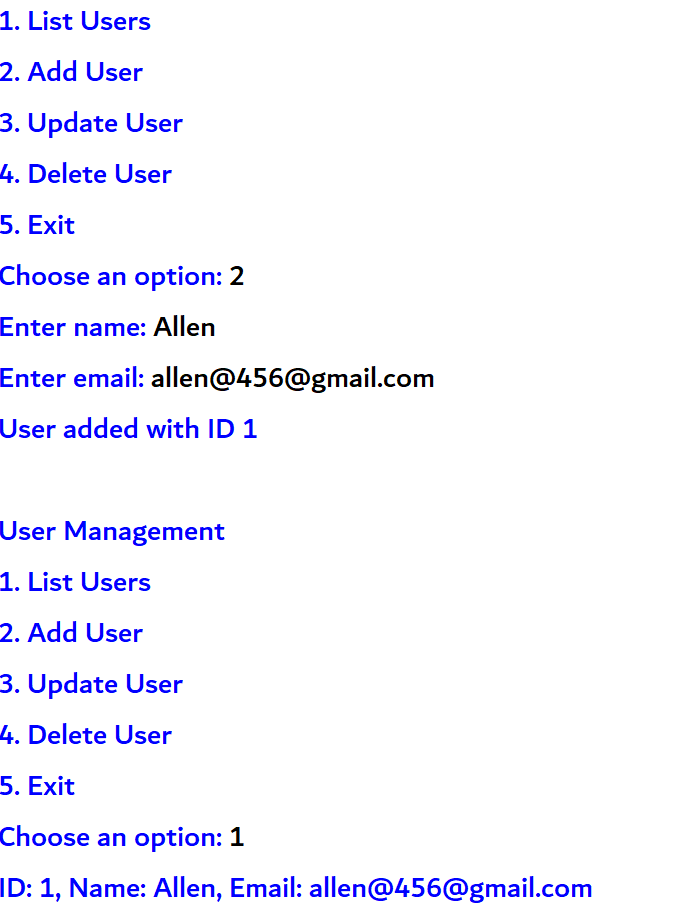 1. List Users
2. Add User
3. Update User
4. Delete User
5. Exit
Choose an option: 2
Enter name: Allen
Enter email: allen@456@gmail.com
User added with ID 1
User Management
1. List Users
2. Add User
3. Update User
4. Delete User
5. Exit
Choose an option: 1
ID: 1, Name: Allen, Email: allen@456@gmail.com